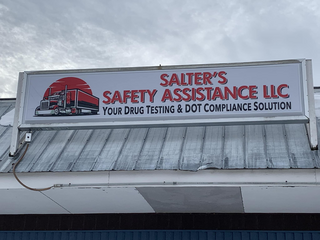 SALTER'S
SAFETY ASSISTANCE LLC
YOUR DRUG TESTING & DOT COMPLIANCE SOLUTION